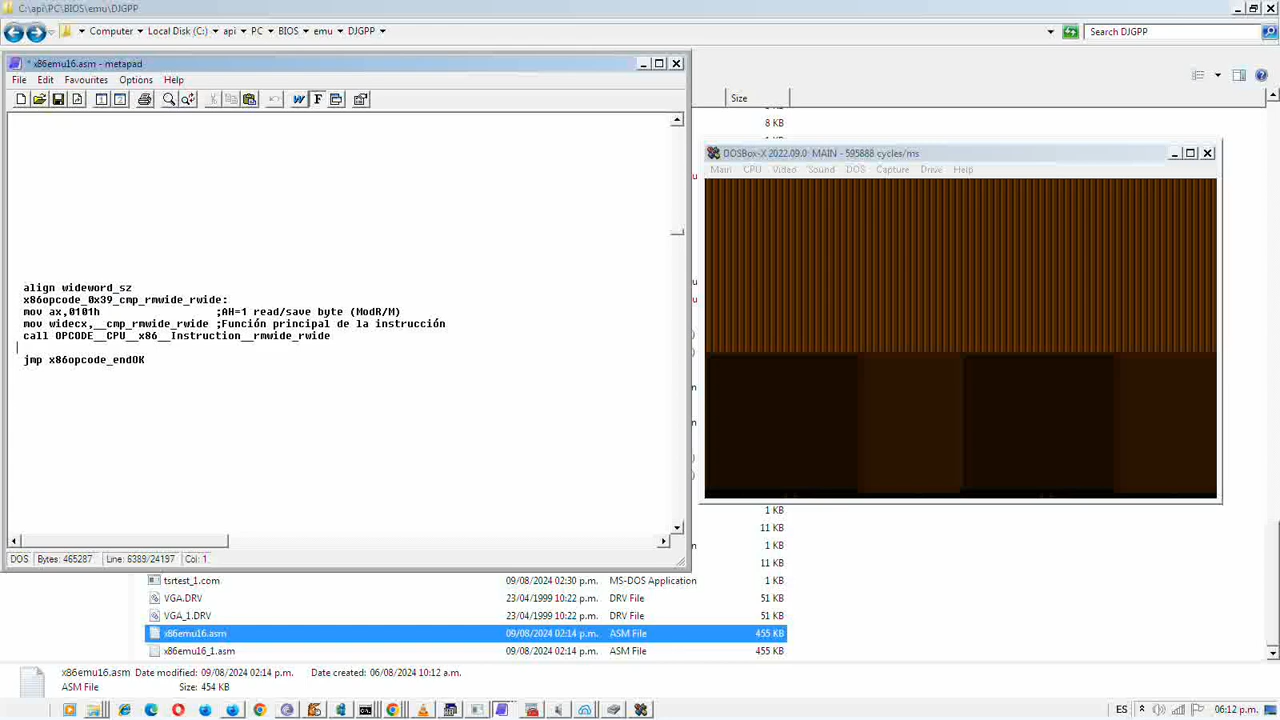 C:\api\PC\BIOS\emu\DJGPP
Computer Local Disk (C:) api PC BIOS emu DJGPP
Search DJGPP
* x86emu16.asm - metapad
File Edit Favourites Options Help
Size
8 KB
DOSBox-X 2022.09.0: MAIN - 595888 cycles/ms
Main CPU Video Sound DOS Capture Drive Help
align wideword_sz
x86opcode_0x39_cmp_rmwide_rwide:
mov ax,0101h ;AH=1 read/save byte (ModR/M)
mov widecx,__cmp_rmwide_rwide ;Función principal de la instrucción
call OPCODE__CPU__x86__Instruction__rmwide_rwide
jmp x86opcode_endOK
1 KB
11 KB
1 KB
11 KB
DOS Bytes: 465287 Line: 6389/24197 Col: 1
tsrtest_1.com 09/08/2024 02:30 p.m. MS-DOS Application 1 KB
VGA.DRV 23/04/1999 10:22 p.m. DRV File 51 KB
VGA_1.DRV 23/04/1999 10:22 p.m. DRV File 51 KB
x86emu16.asm 09/08/2024 02:14 p.m. ASM File 455 KB
x86emu16_1.asm 09/08/2024 02:14 p.m. ASM File 455 KB
x86emu16.asm Date modified: 09/08/2024 02:14 p.m. Date created: 06/08/2024 10:12 a.m.
ASM File Size: 454 KB
ES 06:12 p.m.